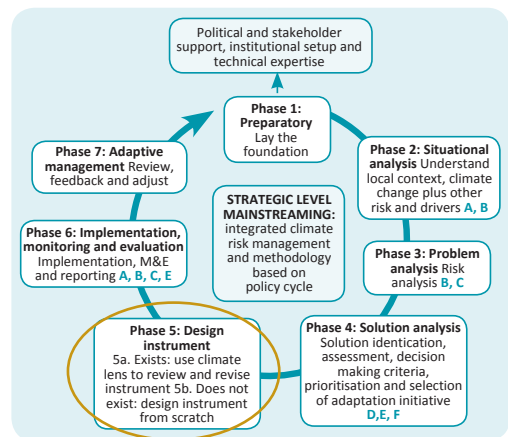 Political and stakeholder
support, institutional setup and
technical expertise
Phase 1:
Preparatory
Lay the
foundation
Phase 2: Situational
analysis Understand
local context, climate
change plus other
risk and drivers A, B
Phase 3: Problem
analysis Risk
analysis B, C
Phase 4: Solution analysis
Solution identication,
assessment, decision
making criteria,
prioritisation and selection
of adaptation initiative
D,E, F
Phase 5: Design
instrument
5a. Exists: use climate
lens to review and revise
instrument 5b. Does not
exist: design instrument
from scratch
Phase 6: Implementation,
monitoring and evaluation
Implementation, M&E
and reporting A, B, C, E
Phase 7: Adaptive
management Review,
feedback and adjust
STRATEGIC LEVEL
MAINSTREAMING:
integrated climate
risk management
and methodology
based on
policy cycle